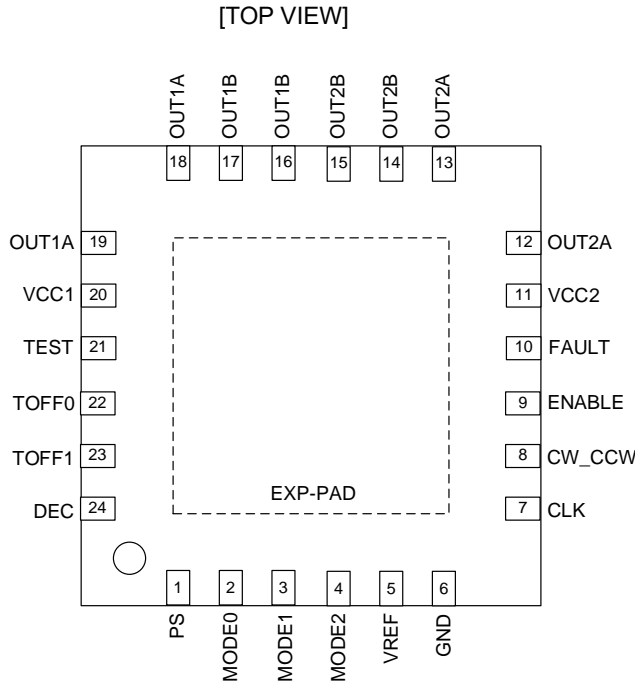 [TOP VIEW]
OUT1A OUT1B OUT1B OUT2B OUT2B OUT2A
18 17 16 15 14 13
OUT1A 19 12 OUT2A
VCC1 20 11 VCC2
TEST 21 10 FAULT
TOFF0 22 9 ENABLE
TOFF1 23 8 CW_CCW
DEC 24 7 CLK
EXP-PAD
1 2 3 4 5 6
PS MODE0 MODE1 MODE2 VREF GND